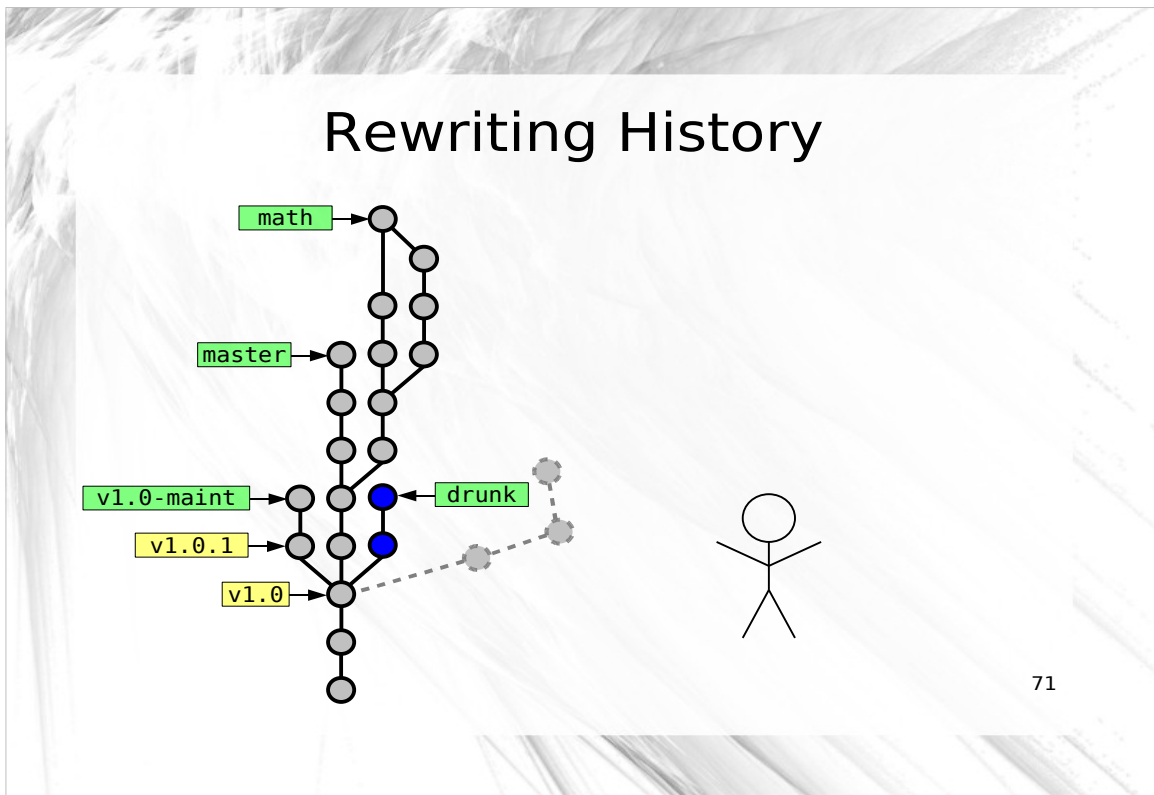 Rewriting History
math
master
v1.0-maint
drunk
v1.0.1
v1.0
71